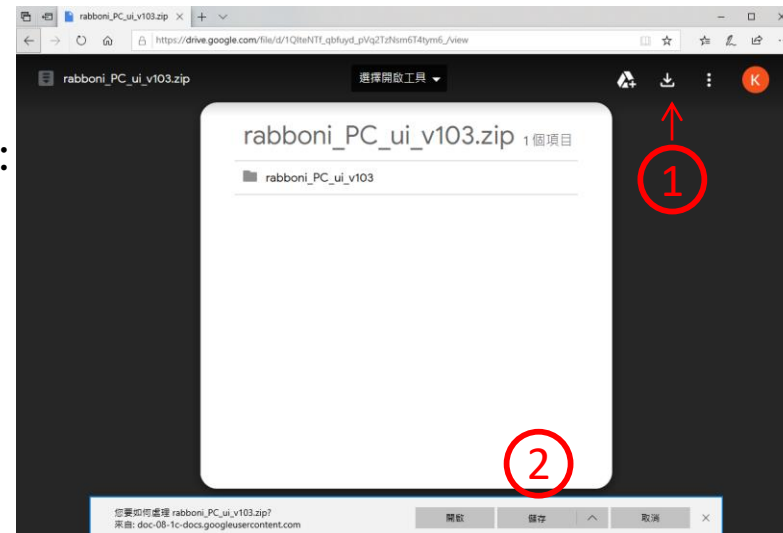 rabboni_PC_ui_v103.zip
https://drive.google.com/file/d/1QlteNTf_qbfuyd_pVq2TzNsm6T4tym6_/view
rabboni_PC_ui_v103.zip
選擇開啟工具
K
:
rabboni_PC_ui_v103.zip 1 個項目
rabboni_PC_ui_v103
1
2
您要如何處理 rabboni_PC_ui_v103.zip?
來自: doc-08-1c-docs.googleusercontent.com
開啟
儲存
取消